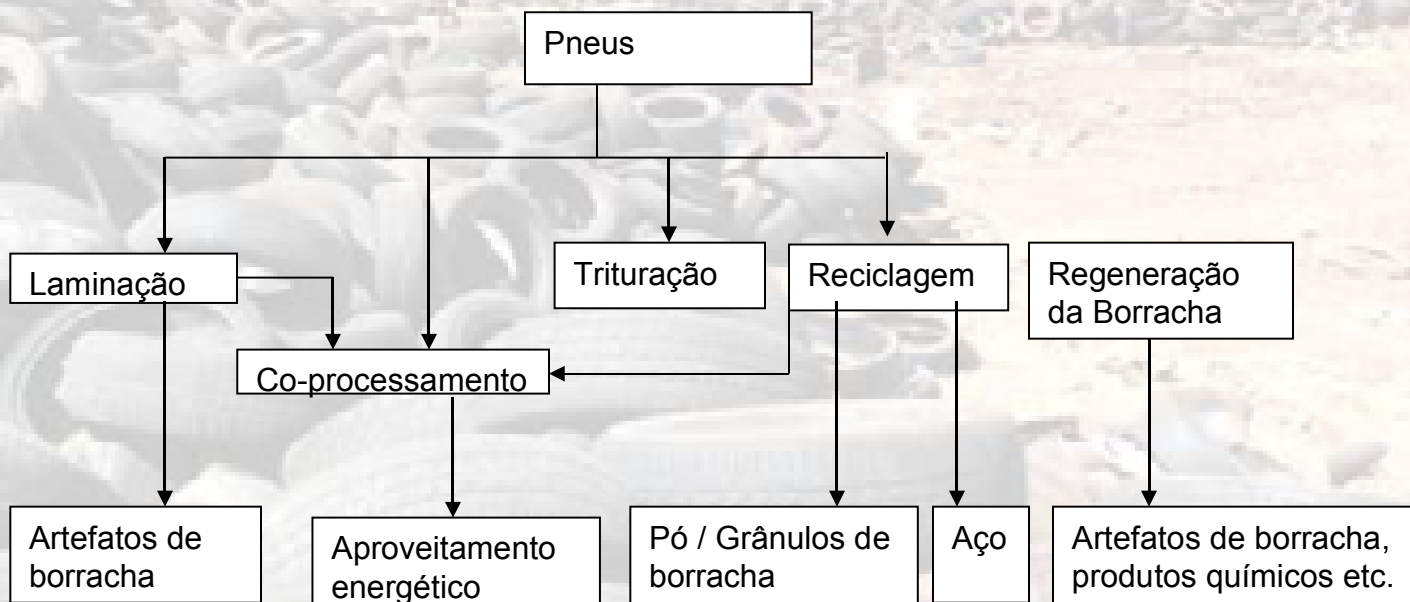 Pneus
Laminação
Trituração
Reciclagem
Regeneração
da Borracha
Co-processamento
Artefatos de
borracha
Aproveitamento
energético
Pó / Grânulos de
borracha
Aço
Artefatos de borracha,
produtos químicos etc.